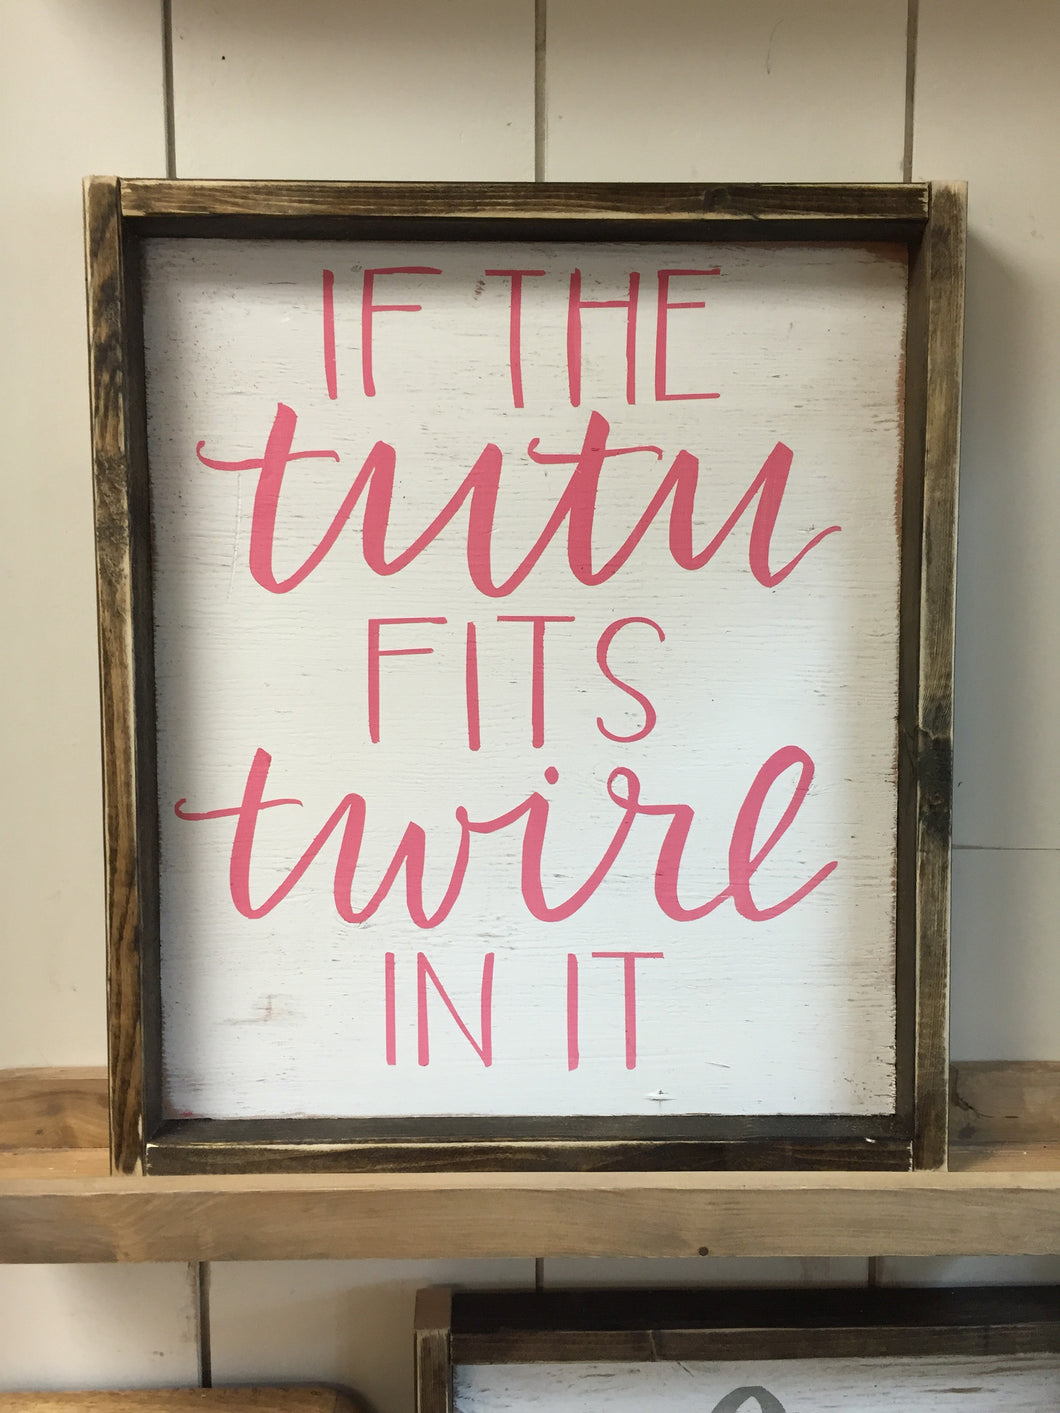 IF THE
tutu
FITS
twirl
IN IT